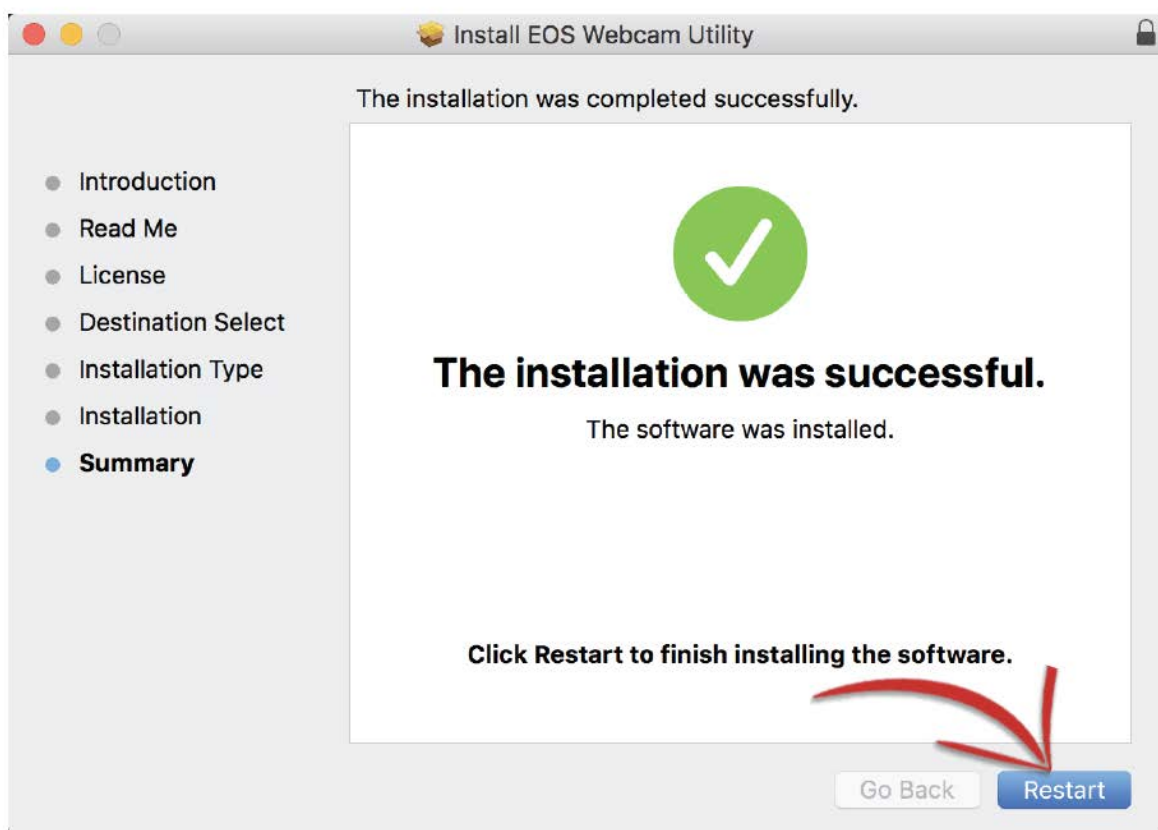 Install EOS Webcam Utility
The installation was completed successfully.
Introduction
Read Me
License
Destination Select
Installation Type
Installation
Summary
The installation was successful.
The software was installed.
Click Restart to finish installing the software.
Go Back
Restart